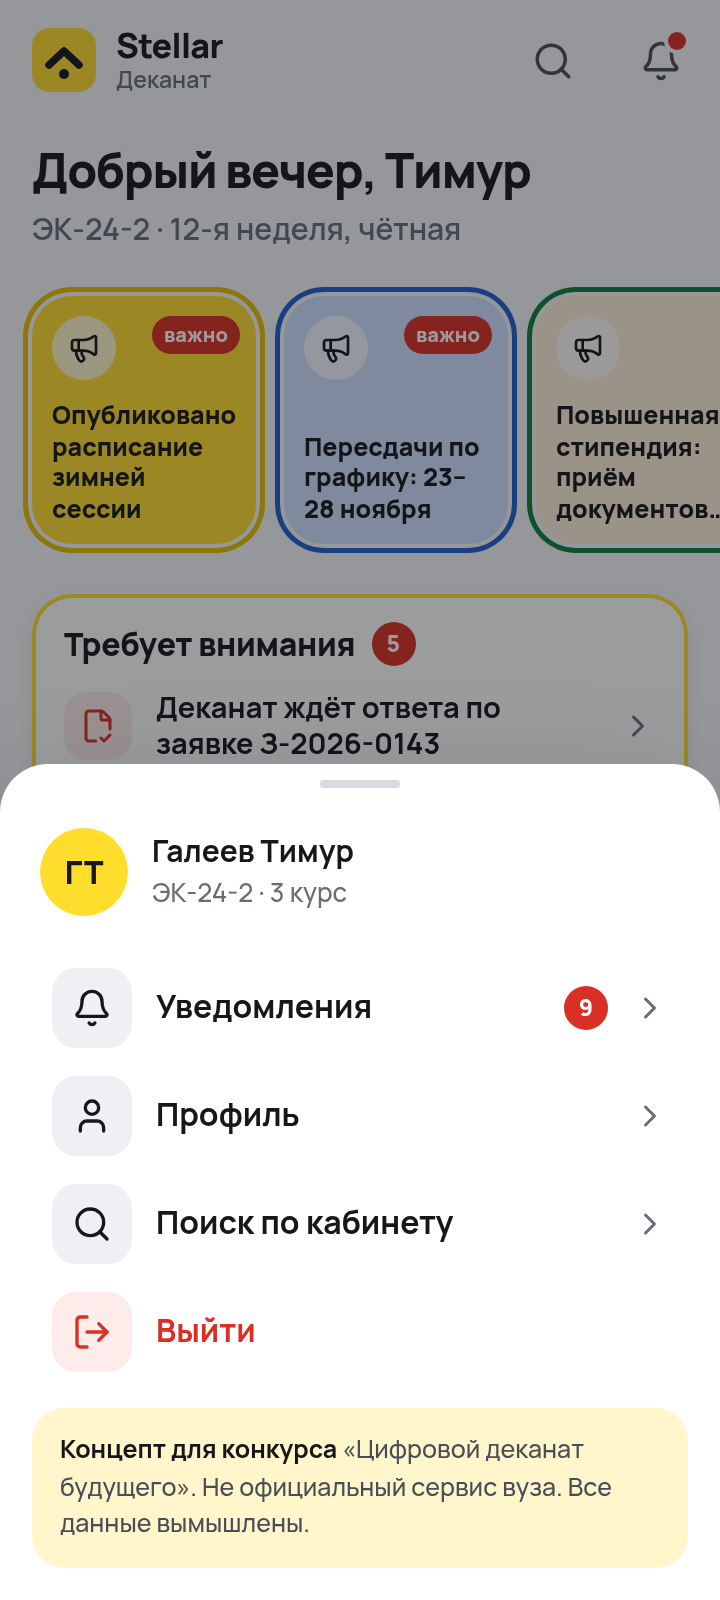 Stellar
Деканат
Добрый вечер, Тимур
ЭК-24-2 · 12-я неделя, чётная
важно
Опубликовано
расписание
зимней
сессии
важно
Пересдачи по
графику: 23–
28 ноября
Повышенная
стипендия:
приём
документов…
Требует внимания 5
Деканат ждёт ответа по
заявке З-2026-0143
ГТ
Галеев Тимур
ЭК-24-2 · 3 курс
Уведомления 9
Профиль
Поиск по кабинету
Выйти
Концепт для конкурса «Цифровой деканат
будущего». Не официальный сервис вуза. Все
данные вымышлены.